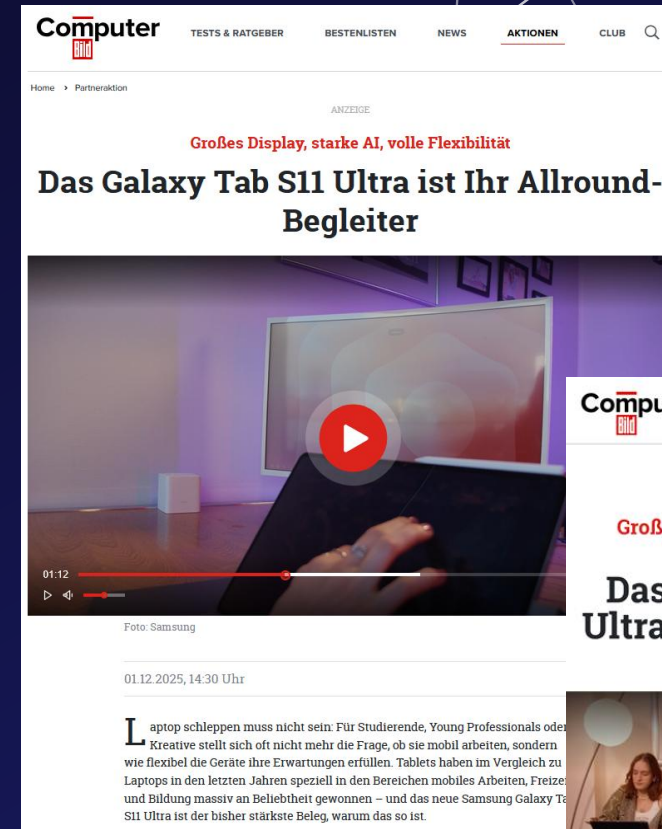 Computer
Bild
TESTS & RATGEBER
BESTENLISTEN
NEWS
AKTIONEN
CLUB
Home > Partneraktion
ANZEIGE
Großes Display, starke AI, volle Flexibilität
Das Galaxy Tab S11 Ultra ist Ihr Allround-
Begleiter
01:12
Foto: Samsung
01.12.2025, 14:30 Uhr
Laptop schleppen muss nicht sein: Für Studierende, Young Professionals oder
Kreative stellt sich oft nicht mehr die Frage, ob sie mobil arbeiten, sondern
wie flexibel die Geräte ihre Erwartungen erfüllen. Tablets haben im Vergleich zu
Laptops in den letzten Jahren speziell in den Bereichen mobiles Arbeiten,
und Bildung massiv an Beliebtheit gewonnen – und das neue Samsung Galaxy
S11 Ultra ist der bisher stärkste Beleg, warum das so ist.
Bild
Das